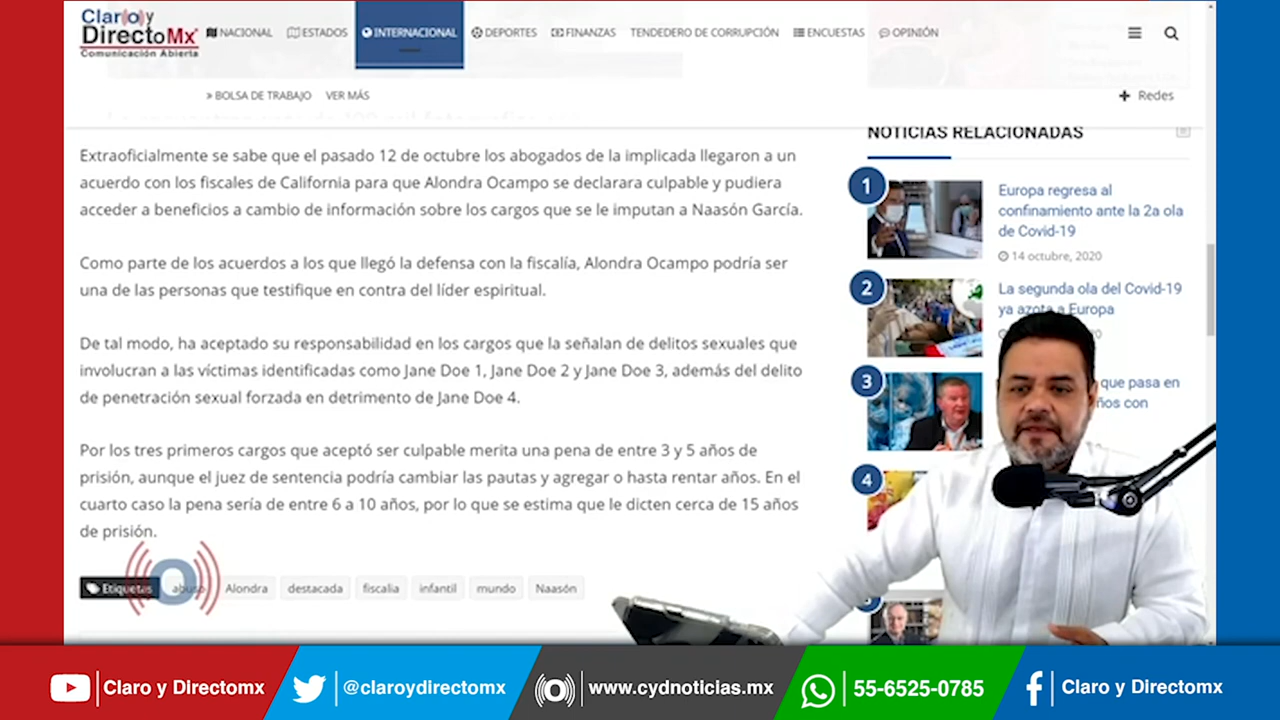 Claro y
DirectoMx
Comunicación Abierta
NACIONAL
ESTADOS
INTERNACIONAL
DEPORTES
FINANZAS
TENDEDERO DE CORRUPCIÓN
ENCUESTAS
OPINIÓN
» BOLSA DE TRABAJO
VER MÁS
+ Redes
Extraoficialmente se sabe que el pasado 12 de octubre los abogados de la implicada llegaron a un
acuerdo con los fiscales de California para que Alondra Ocampo se declarara culpable y pudiera
acceder a beneficios a cambio de información sobre los cargos que se le imputan a Naasón García.
Como parte de los acuerdos a los que llegó la defensa con la fiscalía, Alondra Ocampo podría ser
una de las personas que testifique en contra del líder espiritual.
De tal modo, ha aceptado su responsabilidad en los cargos que la señalan de delitos sexuales que
involucran a las víctimas identificadas como Jane Doe 1, Jane Doe 2 y Jane Doe 3, además del delito
de penetración sexual forzada en detrimento de Jane Doe 4.
Por los tres primeros cargos que aceptó ser culpable merita una pena de entre 3 y 5 años de
prisión, aunque el juez de sentencia podría cambiar las pautas y agregar o hasta rentar años. En el
cuarto caso la pena sería de entre 6 a 10 años, por lo que se estima que le dicten cerca de 15 años
de prisión.
Etiquetas
abuso
Alondra
destacada
fiscalia
infantil
mundo
Naasón
NOTICIAS RELACIONADAS
1
Europa regresa al
confinamiento ante la 2a ola
de Covid-19
14 octubre, 2020
2
La segunda ola del Covid-19
ya azota a Europa
3
que pasa en
con
4
Claro y Directomx
@claroydirectomx
www.cydnoticias.mx
55-6525-0785
Claro y Directomx